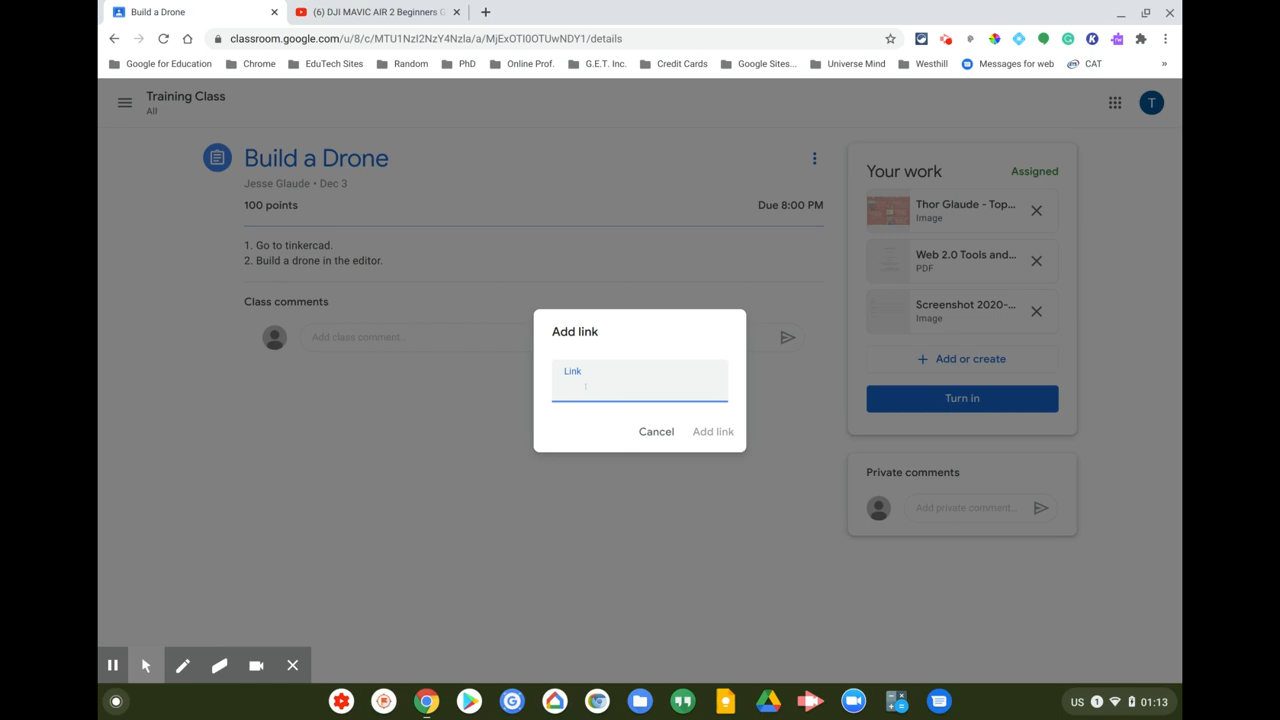 Build a Drone
(6) DJI MAVIC AIR 2 Beginners G
classroom.google.com/u/8/c/MTU1NzI2NzY4Nzla/a/MjExOTI0OTUwNDY1/details
Google for Education
Chrome
EduTech Sites
Random
PhD
Online Prof.
G.E.T. Inc.
Credit Cards
Google Sites...
Universe Mind
Westhill
Messages for web
CAT
»
Training Class
All
T
Build a Drone
Jesse Glaude • Dec 3
100 points
Due 8:00 PM
1. Go to tinkercad.
2. Build a drone in the editor.
Class comments
Add class comment...
Your work
Assigned
Thor Glaude - Top...
Image
Web 2.0 Tools and...
PDF
Screenshot 2020-...
Image
+ Add or create
Turn in
Private comments
Add private comment...
Add link
Link
Cancel
Add link
US
1
01:13